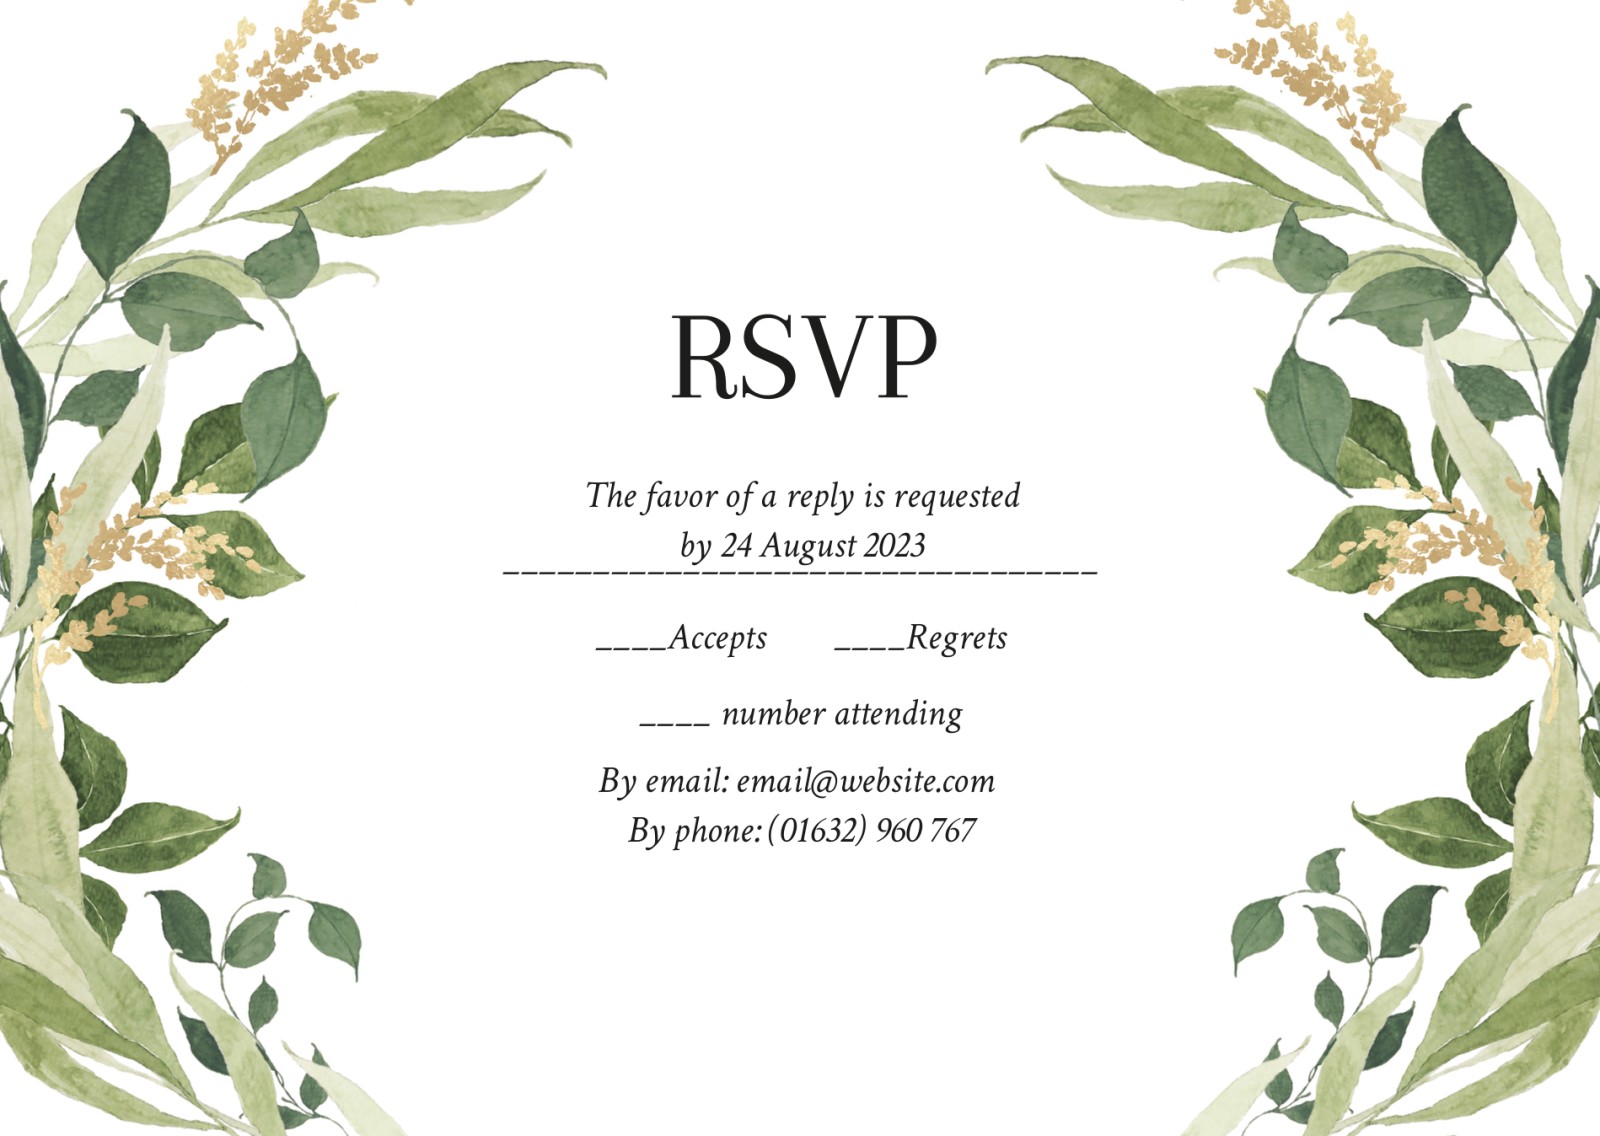 RSVP
The favor of a reply is requested
by 24 August 2023
_________________________________
____Accepts ____Regrets
____ number attending
By email: email@website.com
By phone: (01632) 960 767